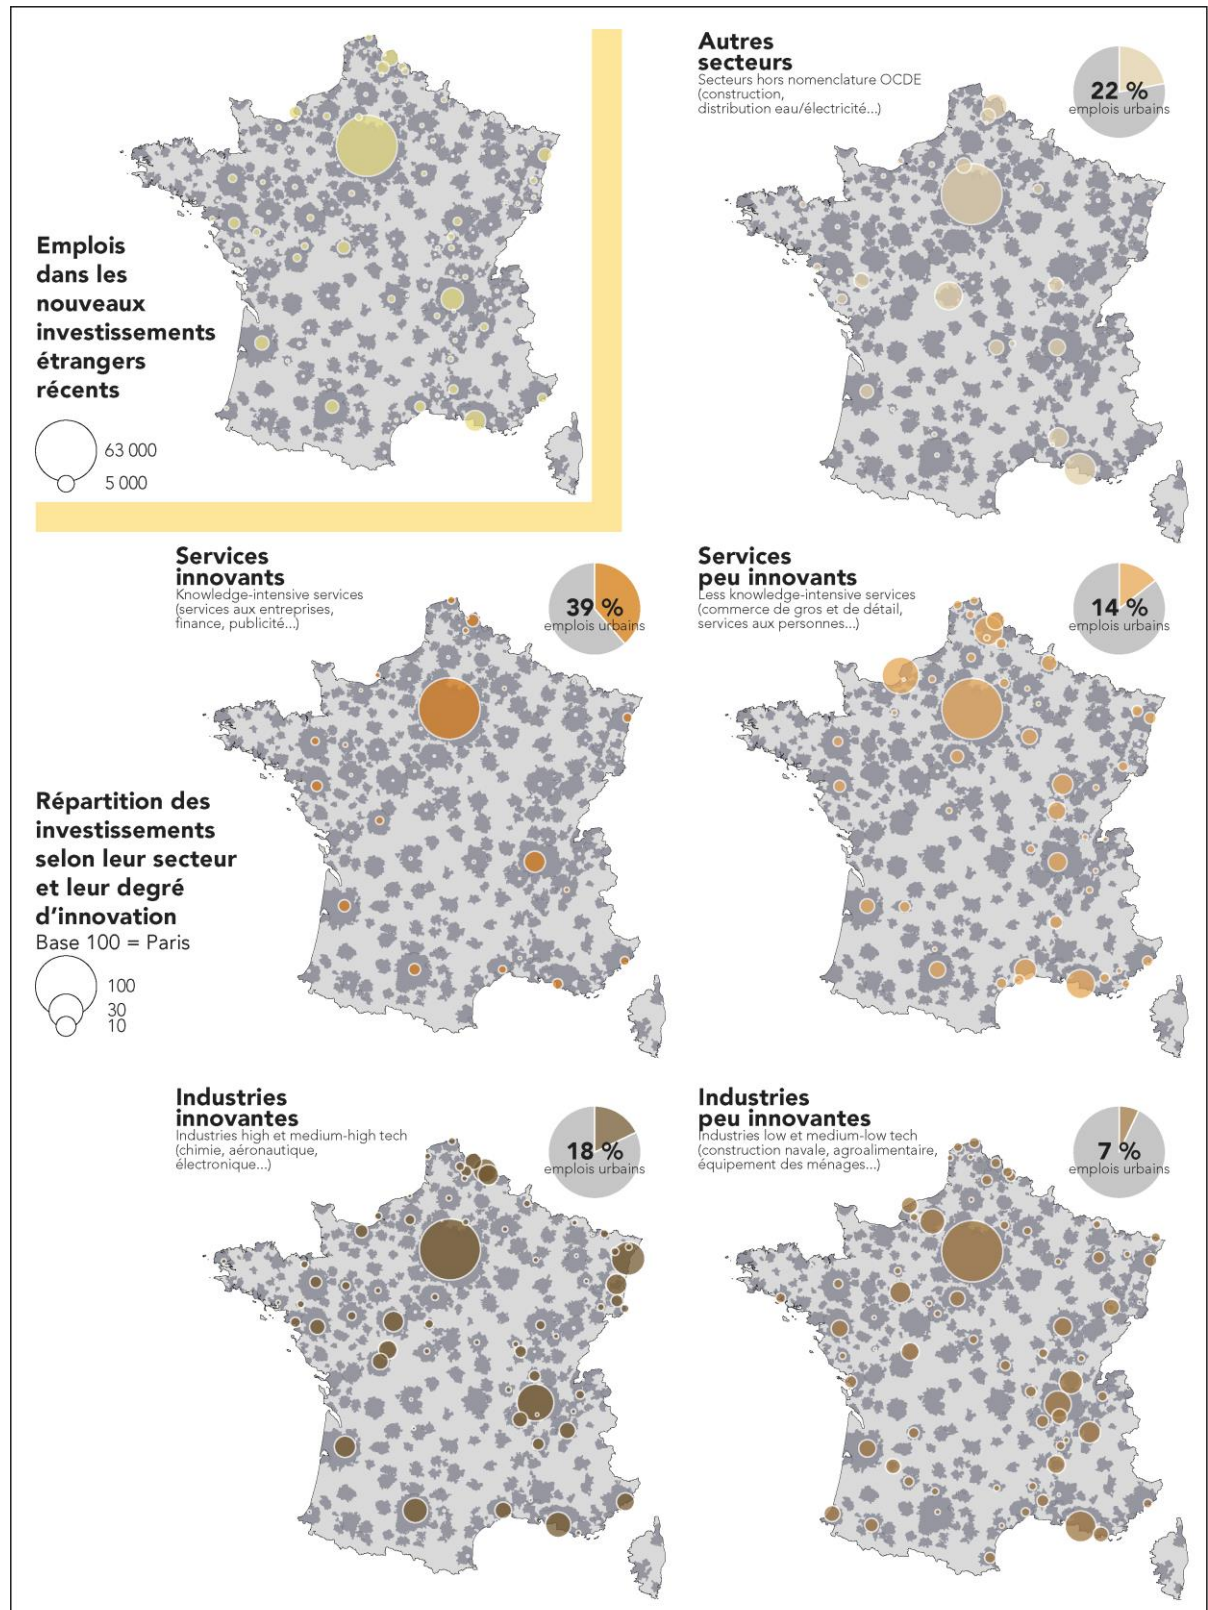 Emplois
dans les
nouveaux
investissements
étrangers
récents
63 000
5 000
Autres
secteurs
Secteurs hors nomenclature OCDE
(construction,
distribution eau/électricité...)
22 %
emplois urbains
Services
innovants
Knowledge-intensive services
(services aux entreprises,
finance, publicité...)
39 %
emplois urbains
Services
peu innovants
Less knowledge-intensive services
(commerce de gros et de détail,
services aux personnes...)
14 %
emplois urbains
Répartition des
investissements
selon leur secteur
et leur degré
d'innovation
Base 100 = Paris
100
30
10
Industries
innovantes
Industries high et medium-high tech
(chimie, aéronautique,
électronique...)
18 %
emplois urbains
Industries
peu innovantes
Industries low et medium-low tech
(construction navale, agroalimentaire,
équipement des ménages...)
7 %
emplois urbains